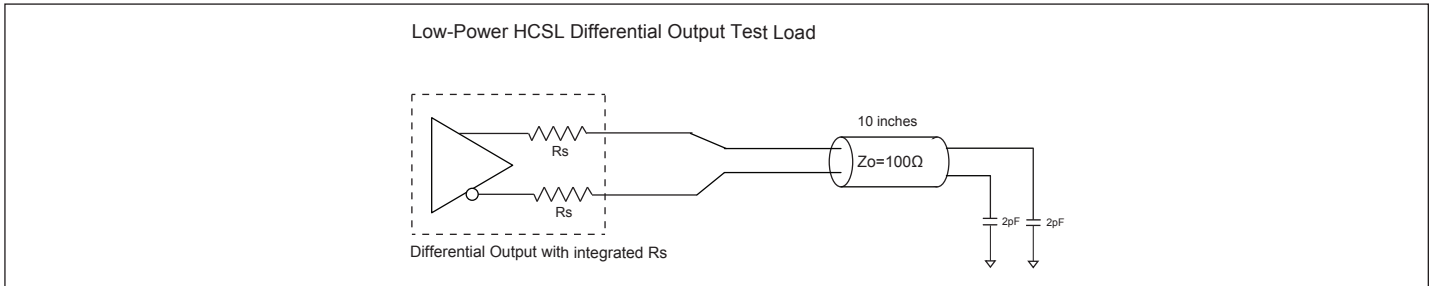 Low-Power HCSL Differential Output Test Load
10 inches
Rs
Zo=100Ω
Rs
2pF
2pF
Differential Output with integrated Rs